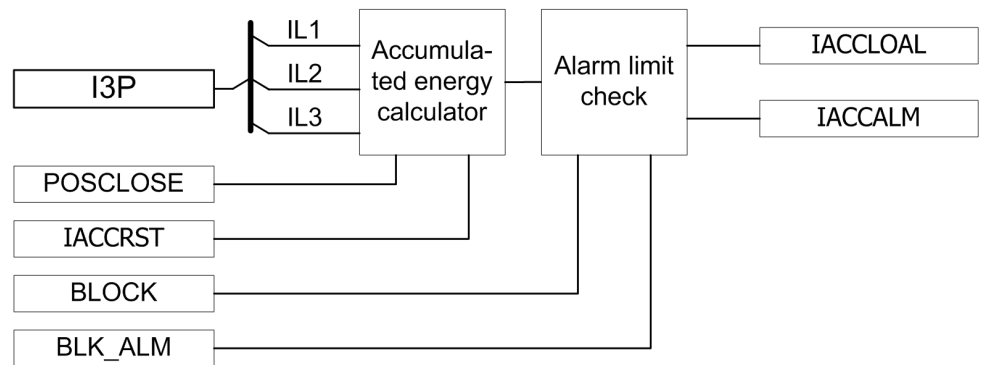 I3P
IL1
IL2
IL3
Accumula-
ted energy
calculator
Alarm limit
check
IACCLOAL
IACCALM
POSCLOSE
IACCRST
BLOCK
BLK_ALM